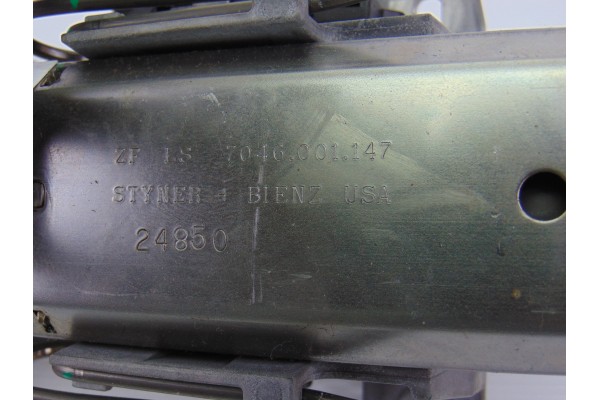 ZF LS 7046.001.147
STYNER + BIENZ USA
24850